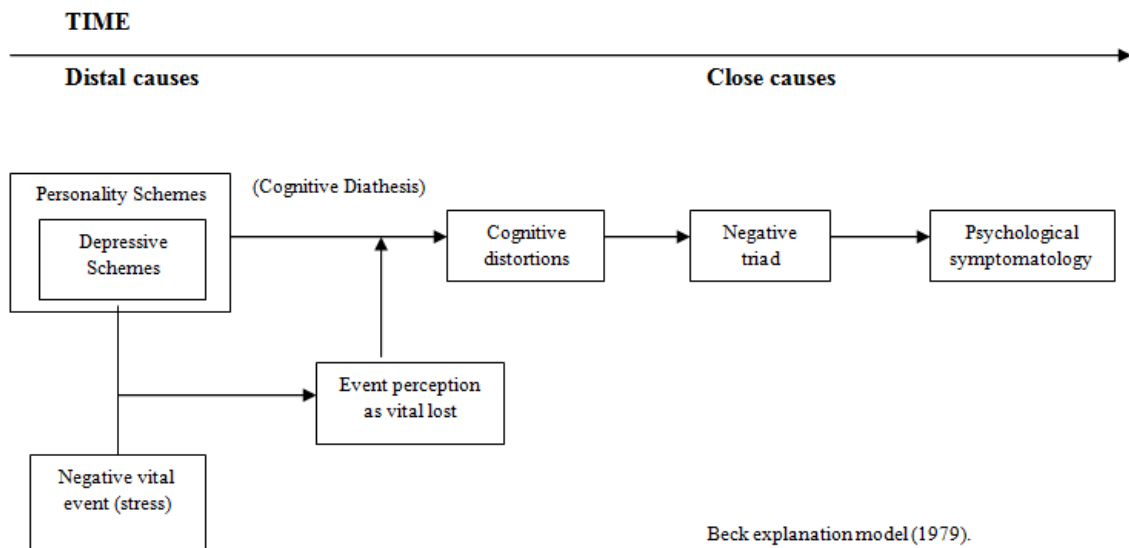 TIME
Distal causes
Close causes
Personality Schemes
(Cognitive Diathesis)
Depressive
Schemes
Cognitive
distortions
Negative
triad
Psychological
symptomatology
Event perception
as vital lost
Negative vital
event (stress)
Beck explanation model (1979).